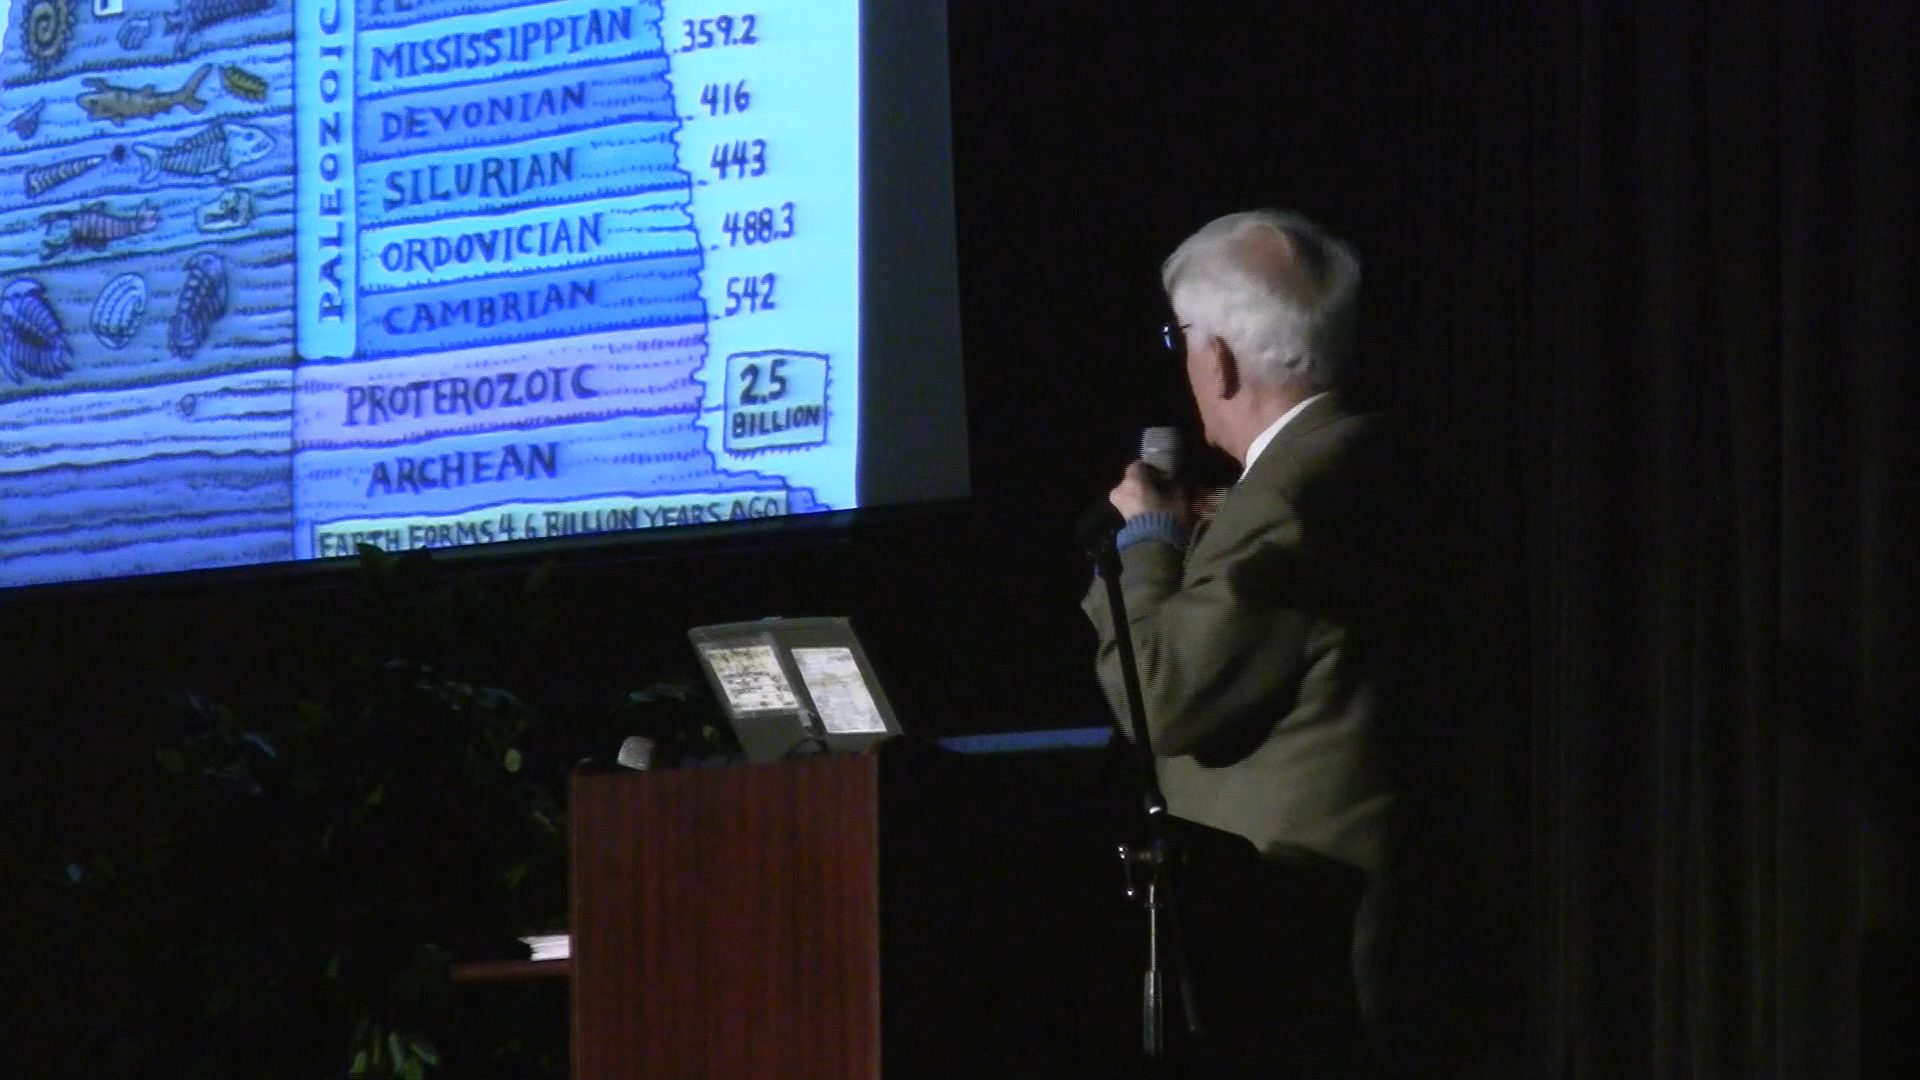 PALEOZOIC
MISSISSIPPIAN 359.2
DEVONIAN 416
SILURIAN 443
ORDOVICIAN 488.3
CAMBRIAN 542
PROTEROZOIC
2.5
BILLION
ARCHEAN
EARTH FORMS 4.6 BILLION YEARS AGO